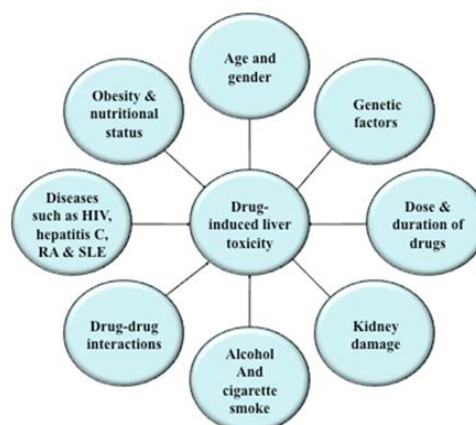 Age and
gender
Obesity &
nutritional
status
Genetic
factors
Diseases
such as HIV,
hepatitis C,
RA & SLE
Drug-
induced liver
toxicity
Dose &
duration of
drugs
Drug-drug
interactions
Kidney
damage
Alcohol
And
cigarette
smoke